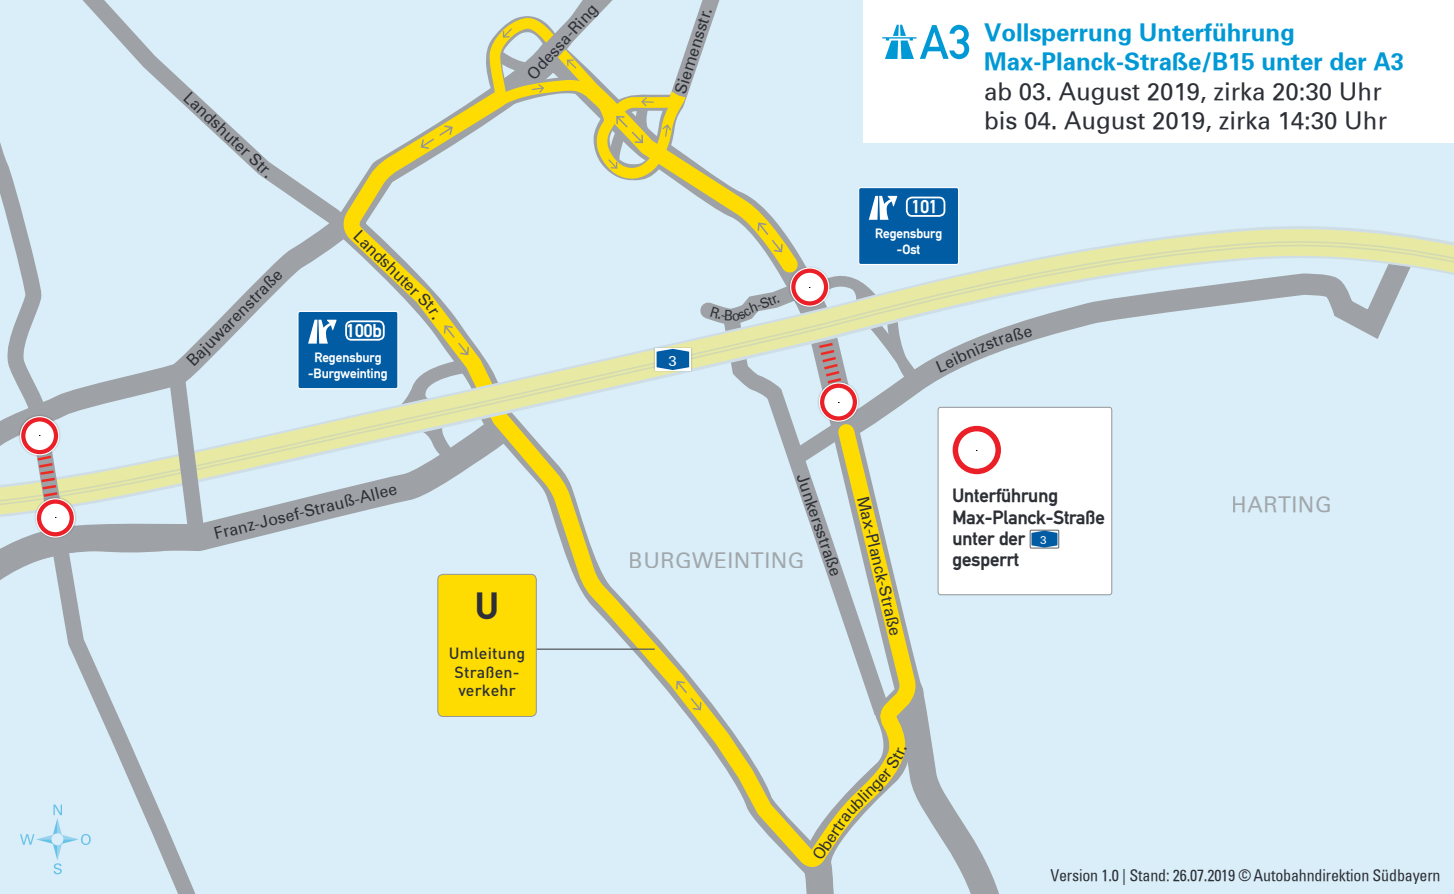 A3
Vollsperrung Unterführung
Max-Planck-Straße/B15 unter der A3
ab 03. August 2019, zirka 20:30 Uhr
bis 04. August 2019, zirka 14:30 Uhr
Odessa-Ring
Siemensstr.
Landshuter Str.
101
Regensburg
-Ost
Landshuter Str.
Bajuwarenstraße
R.-Bosch-Str.
100b
Regensburg
-Burgweinting
3
Leibnizstraße
Franz-Josef-Strauß-Allee
Junkersstraße
Max-Planck-Straße
Unterführung
Max-Planck-Straße
unter der 3
gesperrt
HARTING
BURGWEINTING
U
Umleitung
Straßen-
verkehr
Obertraublinger Str.
N
W O
S
Version 1.0 | Stand: 26.07.2019 © Autobahndirektion Südbayern